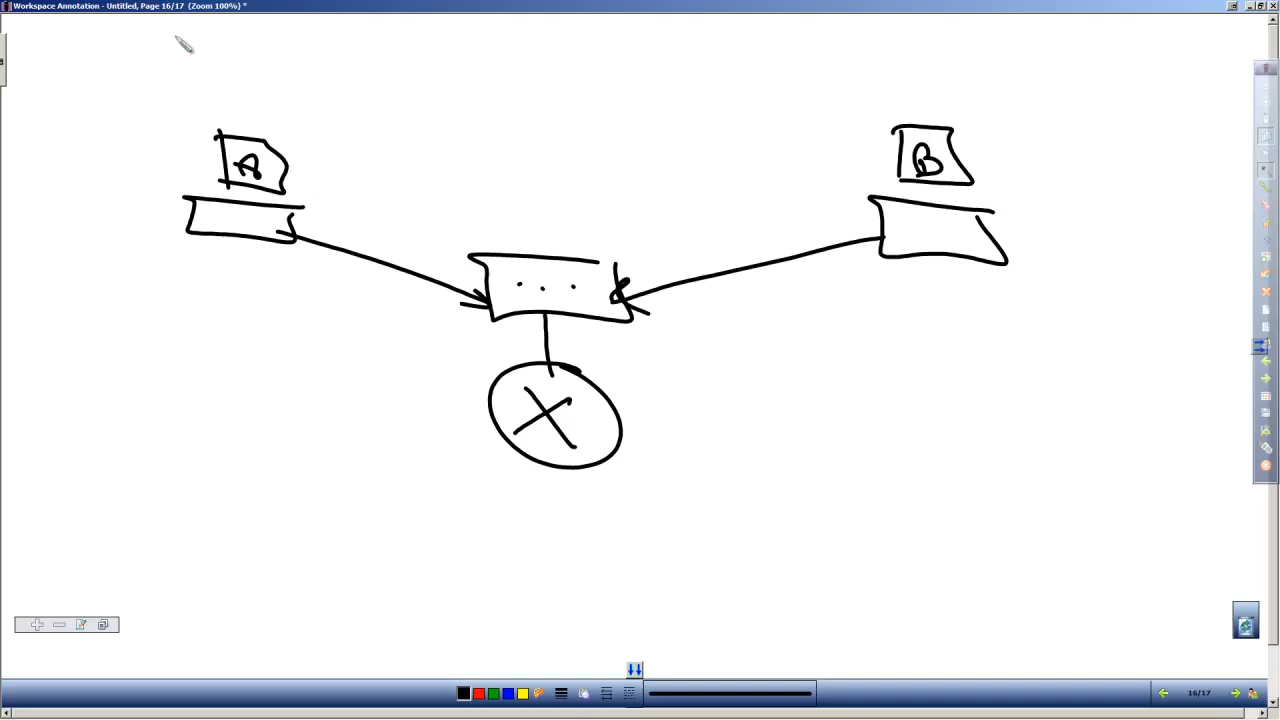 Workspace Annotation - Untitled, Page 16/17 (Zoom 100%) *
A
B
...
X
16/17